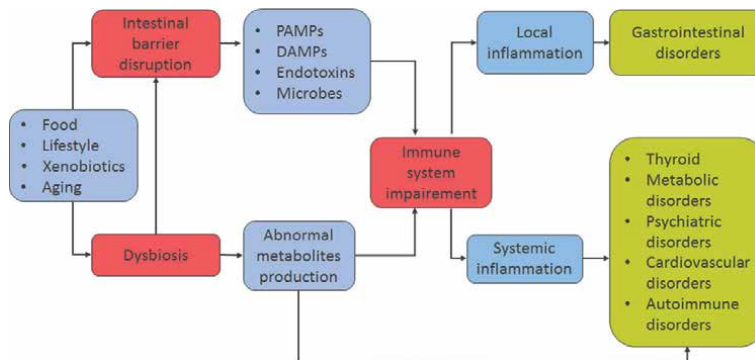 Intestinal
barrier
disruption
• PAMPs
• DAMPs
• Endotoxins
• Microbes
Local
inflammation
Gastrointestinal
disorders
• Food
• Lifestyle
• Xenobiotics
• Aging
Immune
system
impairement
• Thyroid
• Metabolic
disorders
• Psychiatric
disorders
• Cardiovascular
disorders
• Autoimmune
disorders
Dysbiosis
Abnormal
metabolites
production
Systemic
inflammation